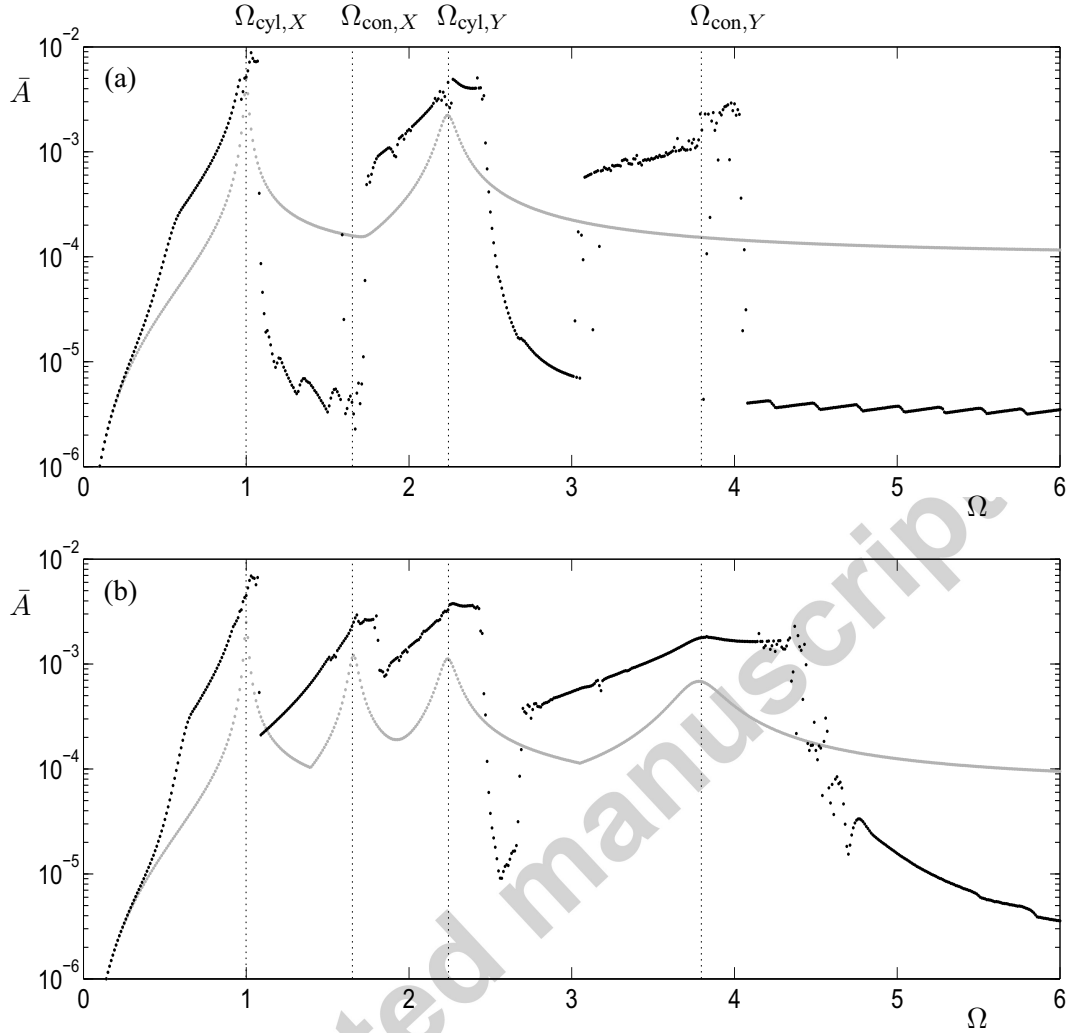 Ω_cyl,X Ω_con,X Ω_cyl,Y Ω_con,Y
10⁻²
(a)
Ā
10⁻³
10⁻⁴
10⁻⁵
10⁻⁶
0 1 2 3 4 5 6
Ω
10⁻²
(b)
Ā
10⁻³
10⁻⁴
10⁻⁵
10⁻⁶
0 1 2 3 4 5 6
Ω
ted manuscript